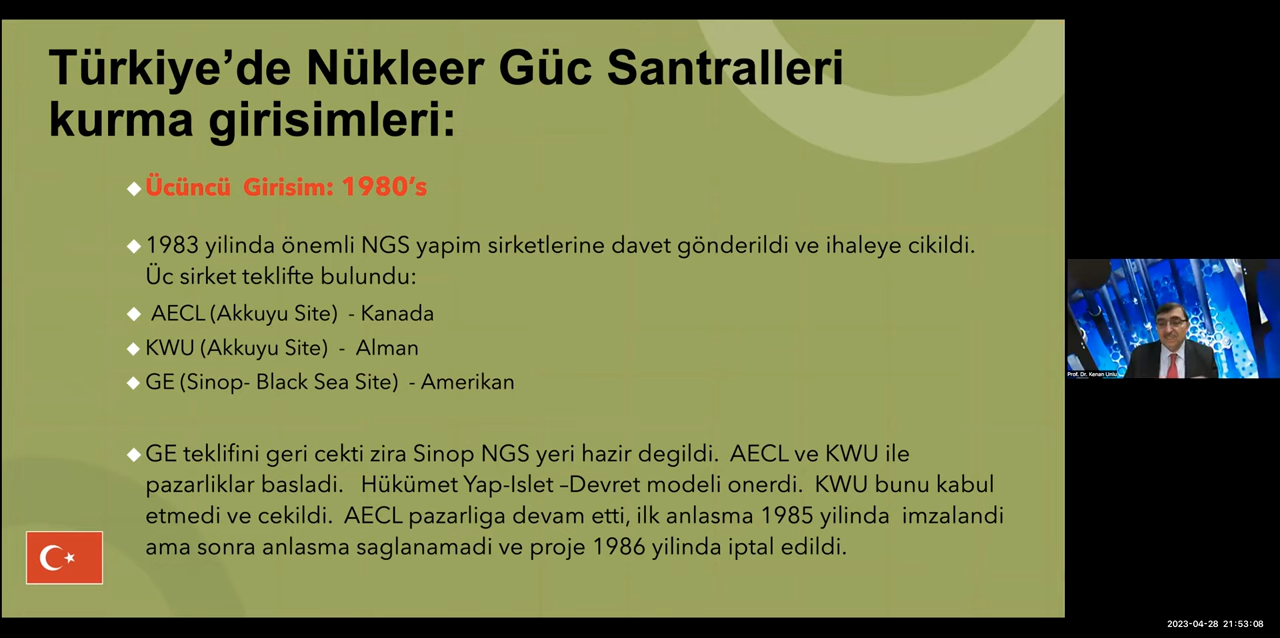 Türkiye’de Nükleer Güc Santralleri
kurma girisimleri:
Ücüncü Girisim: 1980’s
1983 yilinda önemli NGS yapim sirketlerine davet gönderildi ve ihaleye cikildi.
Üc sirket teklifte bulundu:
AECL (Akkuyu Site) - Kanada
KWU (Akkuyu Site) - Alman
GE (Sinop- Black Sea Site) - Amerikan
GE teklifini geri cekti zira Sinop NGS yeri hazir degildi. AECL ve KWU ile
pazarliklar basladi. Hükümet Yap-Islet –Devret modeli onerdi. KWU bunu kabul
etmedi ve cekildi. AECL pazarliga devam etti, ilk anlasma 1985 yilinda imzalandi
ama sonra anlasma saglanamadi ve proje 1986 yilinda iptal edildi.
Prof. Dr. Kenan Unlu
2023-04-28 21:53:08